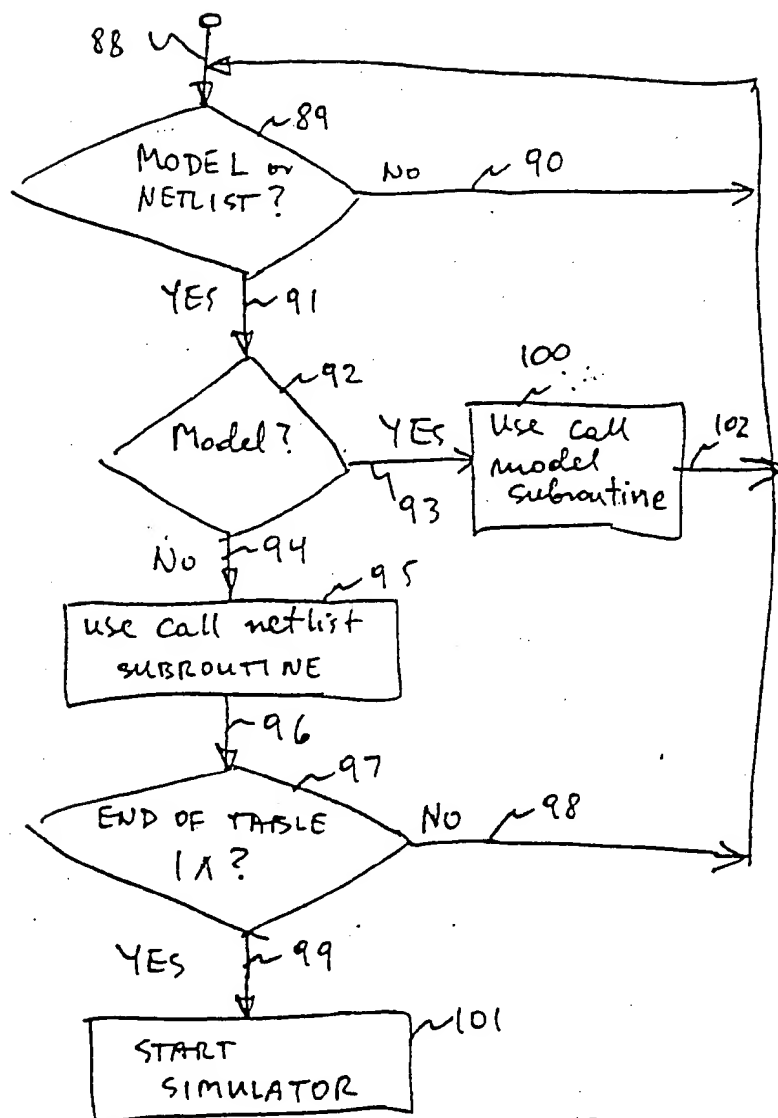 88
89
MODEL or
NETLIST?
NO
90
YES
91
92
Model?
YES
93
100
use call
model
subroutine
102
No
94
95
use call netlist
SUBROUTINE
96
97
END OF TABLE
1A?
NO
98
YES
99
START
SIMULATOR
101